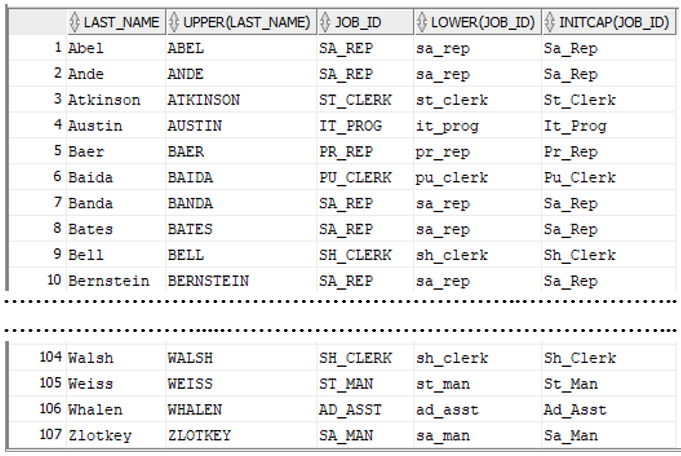 LAST_NAME UPPER(LAST_NAME) JOB_ID LOWER(JOB_ID) INITCAP(JOB_ID)
1 Abel ABEL SA_REP sa_rep Sa_Rep
2 Ande ANDE SA_REP sa_rep Sa_Rep
3 Atkinson ATKINSON ST_CLERK st_clerk St_Clerk
4 Austin AUSTIN IT_PROG it_prog It_Prog
5 Baer BAER PR_REP pr_rep Pr_Rep
6 Baida BAIDA PU_CLERK pu_clerk Pu_Clerk
7 Banda BANDA SA_REP sa_rep Sa_Rep
8 Bates BATES SA_REP sa_rep Sa_Rep
9 Bell BELL SH_CLERK sh_clerk Sh_Clerk
10 Bernstein BERNSTEIN SA_REP sa_rep Sa_Rep
104 Walsh WALSH SH_CLERK sh_clerk Sh_Clerk
105 Weiss WEISS ST_MAN st_man St_Man
106 Whalen WHALEN AD_ASST ad_asst Ad_Asst
107 Zlotkey ZLOTKEY SA_MAN sa_man Sa_Man